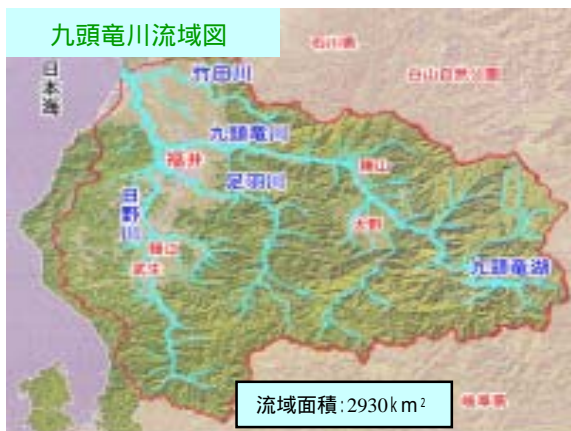 九頭竜川流域図
石川県
白山自然公園
日本海
竹田川
九頭竜川
勝山
福井
足羽川
日野川
大野
鯖江
武生
九頭竜湖
岐阜県
流域面積:2930km²